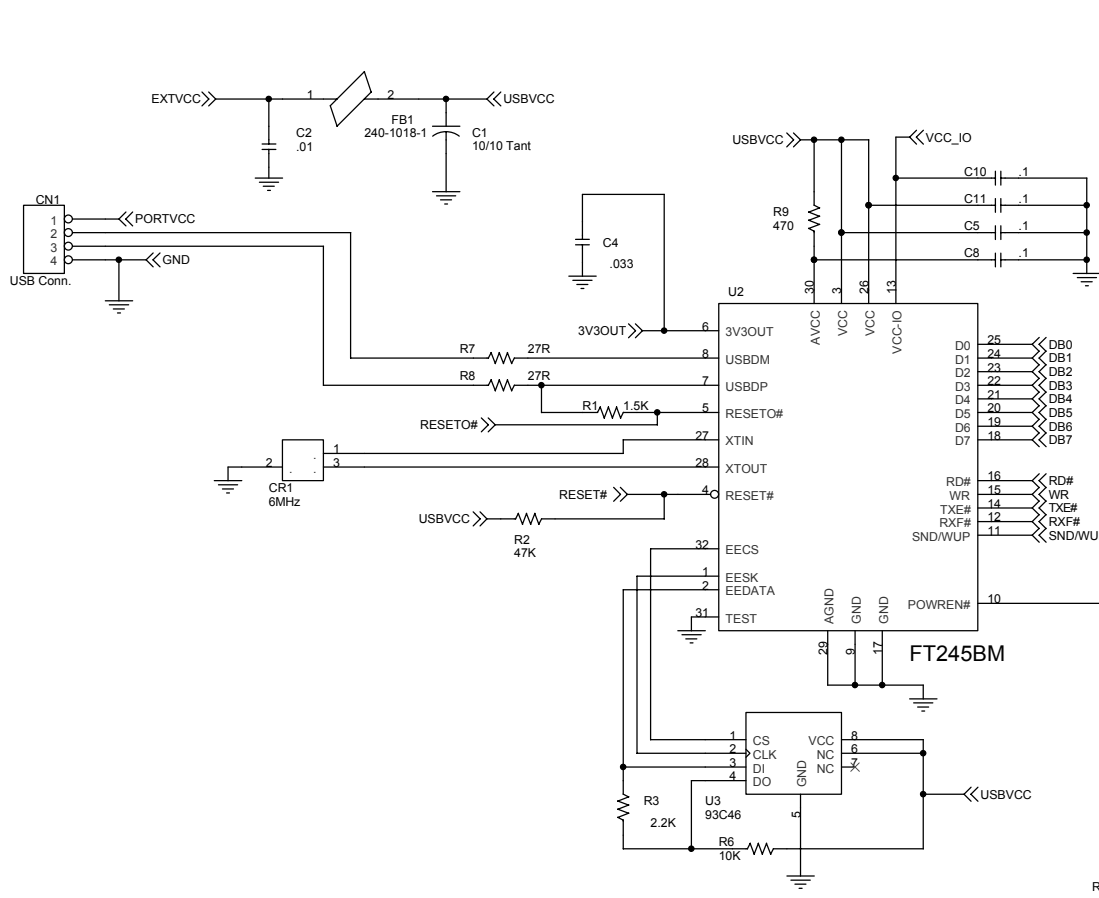 EXTVCC
1
2
USBVCC
FB1
240-1018-1
C2
.01
C1
10/10 Tant
CN1
1
2
3
4
PORTVCC
GND
USB Conn.
C4
.033
USBVCC
VCC_IO
R9
470
C10 .1
C11 .1
C5 .1
C8 .1
U2
30
3
26
13
AVCC
VCC
VCC
VCC-IO
3V3OUT
6
3V3OUT
R7
27R
8
USBDM
R8
27R
7
USBDP
R1
1.5K
5
RESETO#
RESETO#
27
XTIN
28
XTOUT
1
2
3
CR1
6MHz
RESET#
4
RESET#
USBVCC
R2
47K
32
EECS
1
EESK
2
EEDATA
31
TEST
D0 25 DB0
D1 24 DB1
D2 23 DB2
D3 22 DB3
D4 21 DB4
D5 20 DB5
D6 19 DB6
D7 18 DB7
RD# 16 RD#
WR 15 WR
TXE# 14 TXE#
RXF# 12 RXF#
SND/WUP 11 SND/WU
POWREN# 10
AGND
GND
GND
29
9
17
FT245BM
1 CS VCC 8
2 CLK NC 6
3 DI NC 7
4 DO
GND
5
U3
93C46
R3
2.2K
R6
10K
USBVCC
R